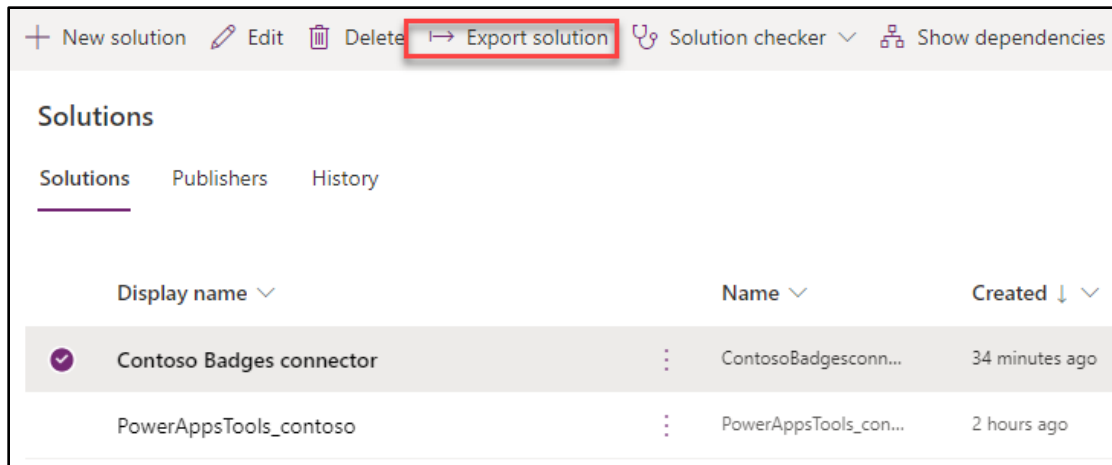 New solution Edit Delete Export solution Solution checker Show dependencies
Solutions
Solutions Publishers History
Display name Name Created
Contoso Badges connector ContosoBadgesconn... 34 minutes ago
PowerAppsTools_contoso PowerAppsTools_con... 2 hours ago